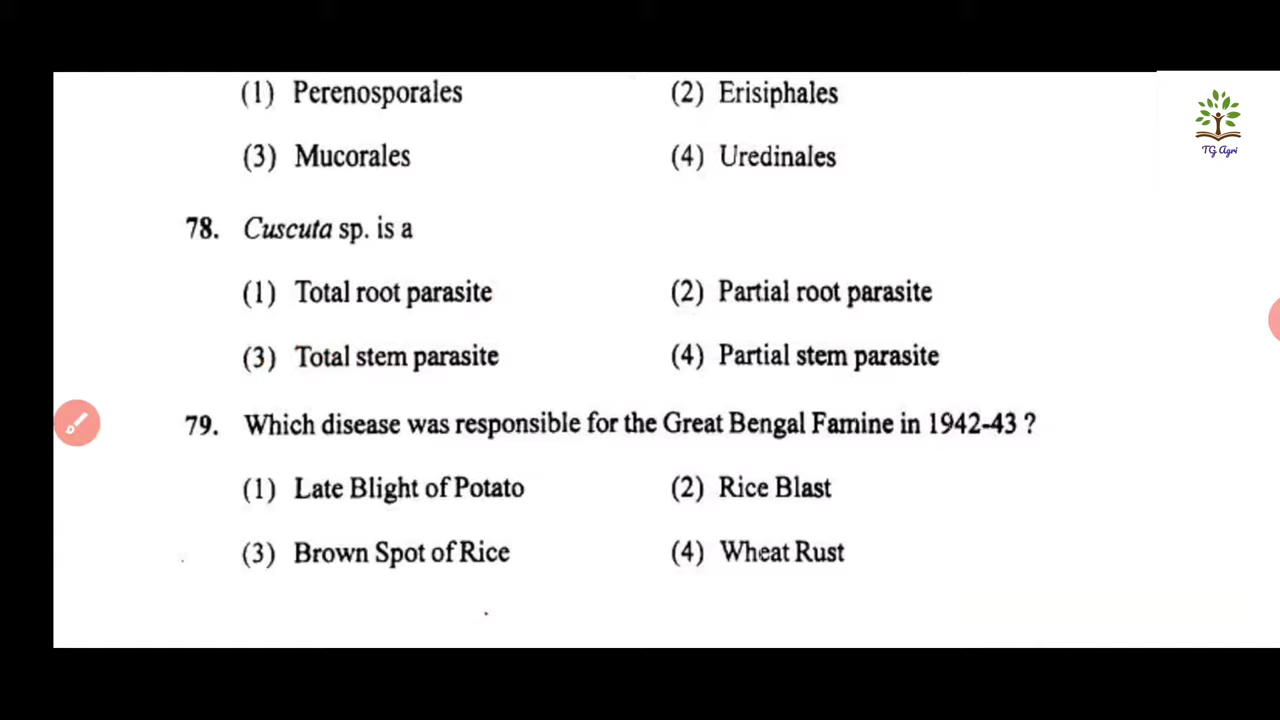 (1) Perenosporales (2) Erisiphales
(3) Mucorales (4) Uredinales
TG Agri
78. Cuscuta sp. is a
(1) Total root parasite (2) Partial root parasite
(3) Total stem parasite (4) Partial stem parasite
79. Which disease was responsible for the Great Bengal Famine in 1942-43 ?
(1) Late Blight of Potato (2) Rice Blast
(3) Brown Spot of Rice (4) Wheat Rust